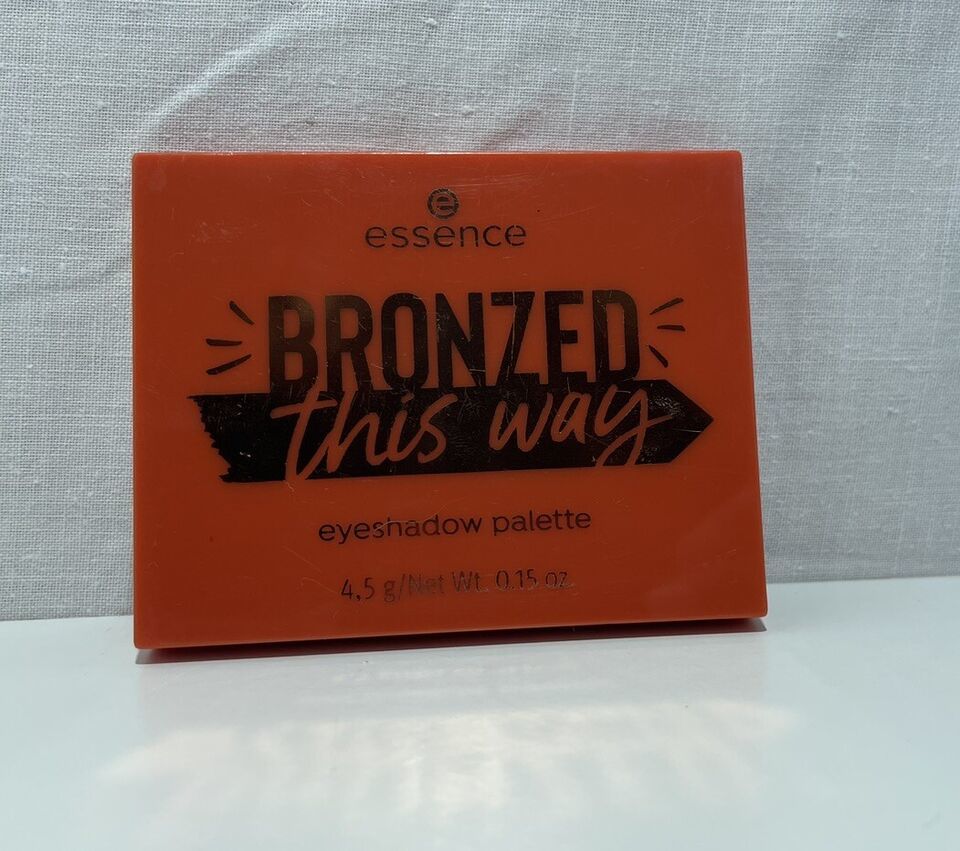 e
essence
BRONZED
this way
eyeshadow palette
4,5 g/Net Wt. 0.15 oz.